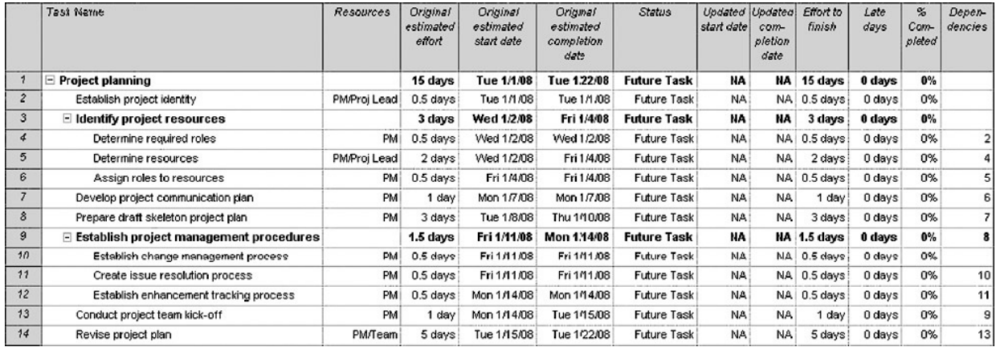 Task Name Resources Original estimated effort Original estimated start date Original estimated completion date Status Updated start date Updated com-pletion date Effort to finish Late days % Com-pleted Depen-dencies
1 Project planning 15 days Tue 1/1/08 Tue 1/22/08 Future Task NA NA 15 days 0 days 0%
2 Establish project identity PM/Proj Lead 0.5 days Tue 1/1/08 Tue 1/1/08 Future Task NA NA 0.5 days 0 days 0%
3 Identify project resources 3 days Wed 1/2/08 Fri 1/4/08 Future Task NA NA 3 days 0 days 0%
4 Determine required roles PM 0.5 days Wed 1/2/08 Wed 1/2/08 Future Task NA NA 0.5 days 0 days 0% 2
5 Determine resources PM/Proj Lead 2 days Wed 1/2/08 Fri 1/4/08 Future Task NA NA 2 days 0 days 0% 4
6 Assign roles to resources PM 0.5 days Fri 1/4/08 Fri 1/4/08 Future Task NA NA 0.5 days 0 days 0% 5
7 Develop project communication plan PM 1 day Mon 1/7/08 Mon 1/7/08 Future Task NA NA 1 day 0 days 0% 6
8 Prepare draft skeleton project plan PM 3 days Tue 1/8/08 Thu 1/10/08 Future Task NA NA 3 days 0 days 0% 7
9 Establish project management procedures 1.5 days Fri 1/11/08 Mon 1/14/08 Future Task NA NA 1.5 days 0 days 0% 8
10 Establish change management process PM 0.5 days Fri 1/11/08 Fri 1/11/08 Future Task NA NA 0.5 days 0 days 0%
11 Create issue resolution process PM 0.5 days Fri 1/11/08 Fri 1/11/08 Future Task NA NA 0.5 days 0 days 0% 10
12 Establish enhancement tracking process PM 0.5 days Mon 1/14/08 Mon 1/14/08 Future Task NA NA 0.5 days 0 days 0% 11
13 Conduct project team kick-off PM 1 day Mon 1/14/08 Tue 1/15/08 Future Task NA NA 1 day 0 days 0% 9
14 Revise project plan PM/Team 5 days Tue 1/15/08 Tue 1/22/08 Future Task NA NA 5 days 0 days 0% 13